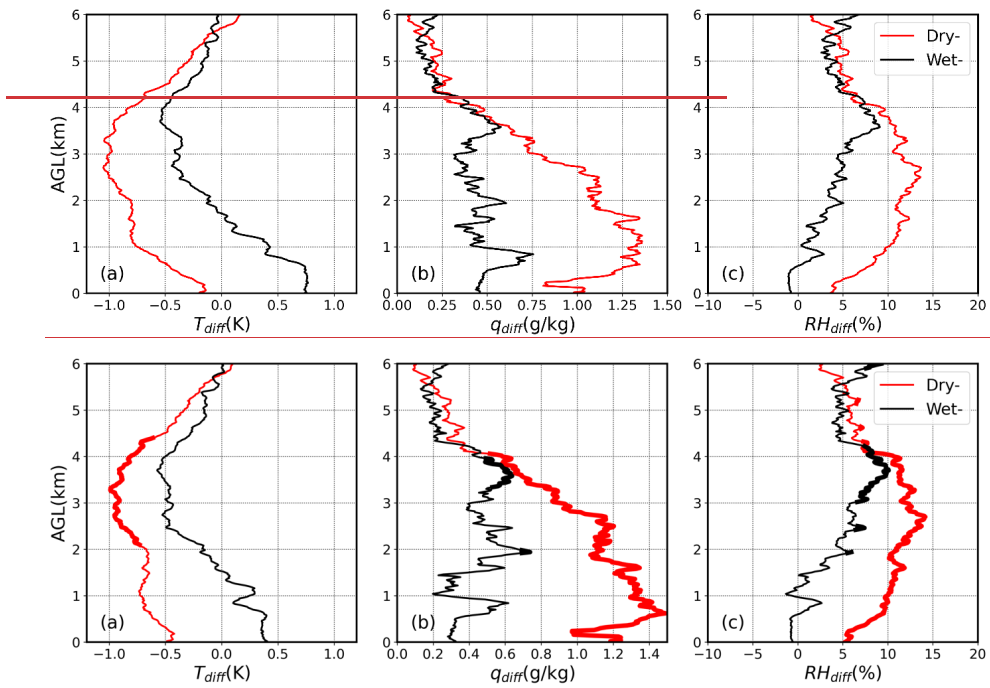 6 5 4 3 2 1 0
AGL(km)
(a)
−1.0 −0.5 0.0 0.5 1.0
T_diff(K)
6 5 4 3 2 1 0
(b)
0.00 0.25 0.50 0.75 1.00 1.25 1.50
q_diff(g/kg)
6 5 4 3 2 1 0
Dry-
Wet-
(c)
−10 −5 0 5 10 15 20
RH_diff(%)
6 5 4 3 2 1 0
AGL(km)
(a)
−1.0 −0.5 0.0 0.5 1.0
T_diff(K)
6 5 4 3 2 1 0
(b)
0.0 0.2 0.4 0.6 0.8 1.0 1.2 1.4
q_diff(g/kg)
6 5 4 3 2 1 0
Dry-
Wet-
(c)
−10 −5 0 5 10 15 20
RH_diff(%)